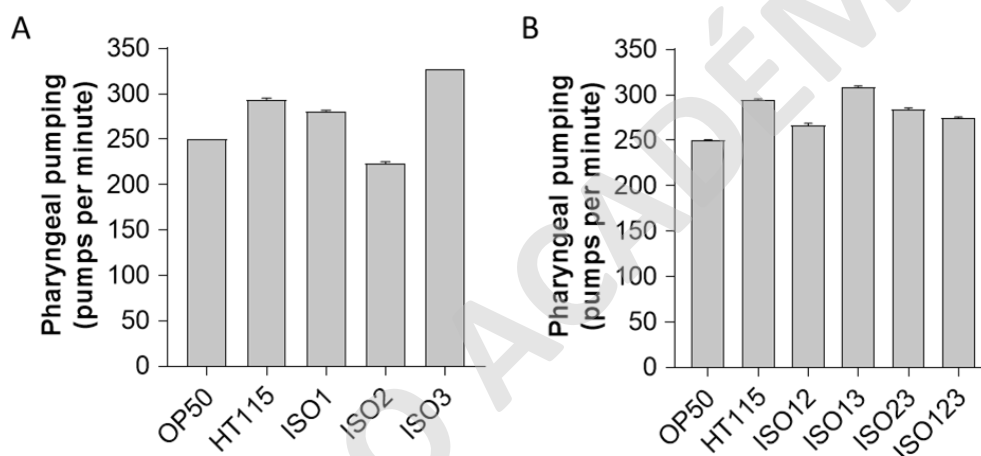 A
Pharyngeal pumping
(pumps per minute)
350
300
250
200
150
100
50
0
OP50
HT115
ISO1
ISO2
ISO3
B
Pharyngeal pumping
(pumps per minute)
350
300
250
200
150
100
50
0
OP50
HT115
ISO12
ISO13
ISO23
ISO123
O ACADÉM